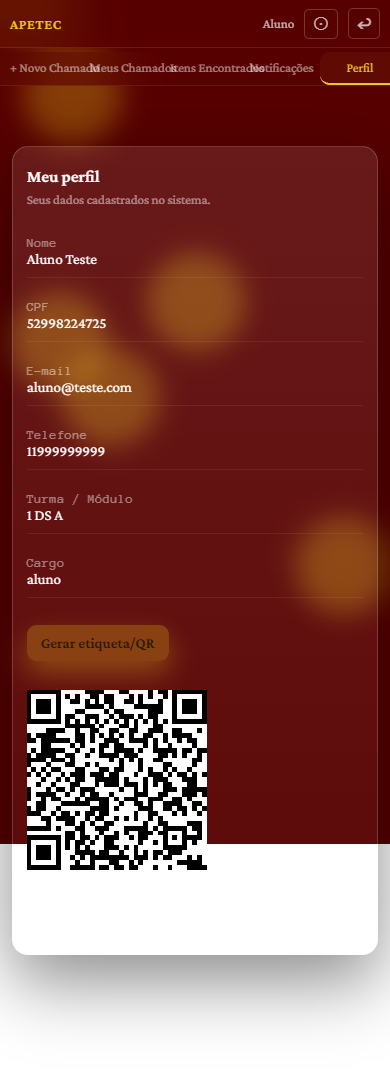 APETEC
Aluno
+ Novo Chamado
Meus Chamados
Itens Encontrados
Notificações
Perfil
Meu perfil
Seus dados cadastrados no sistema.
Nome
Aluno Teste
CPF
52998224725
E-mail
aluno@teste.com
Telefone
11999999999
Turma / Módulo
1 DS A
Cargo
aluno
Gerar etiqueta/QR